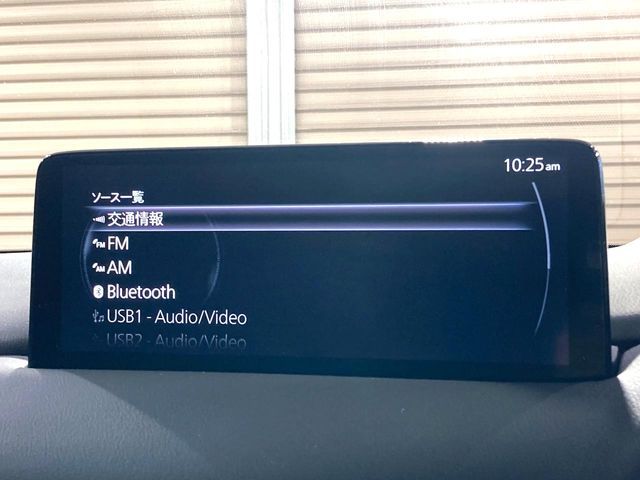 10:25am
ソース一覧
交通情報
FM
AM
Bluetooth
USB1 - Audio/Video
USB2 - Audio/Video